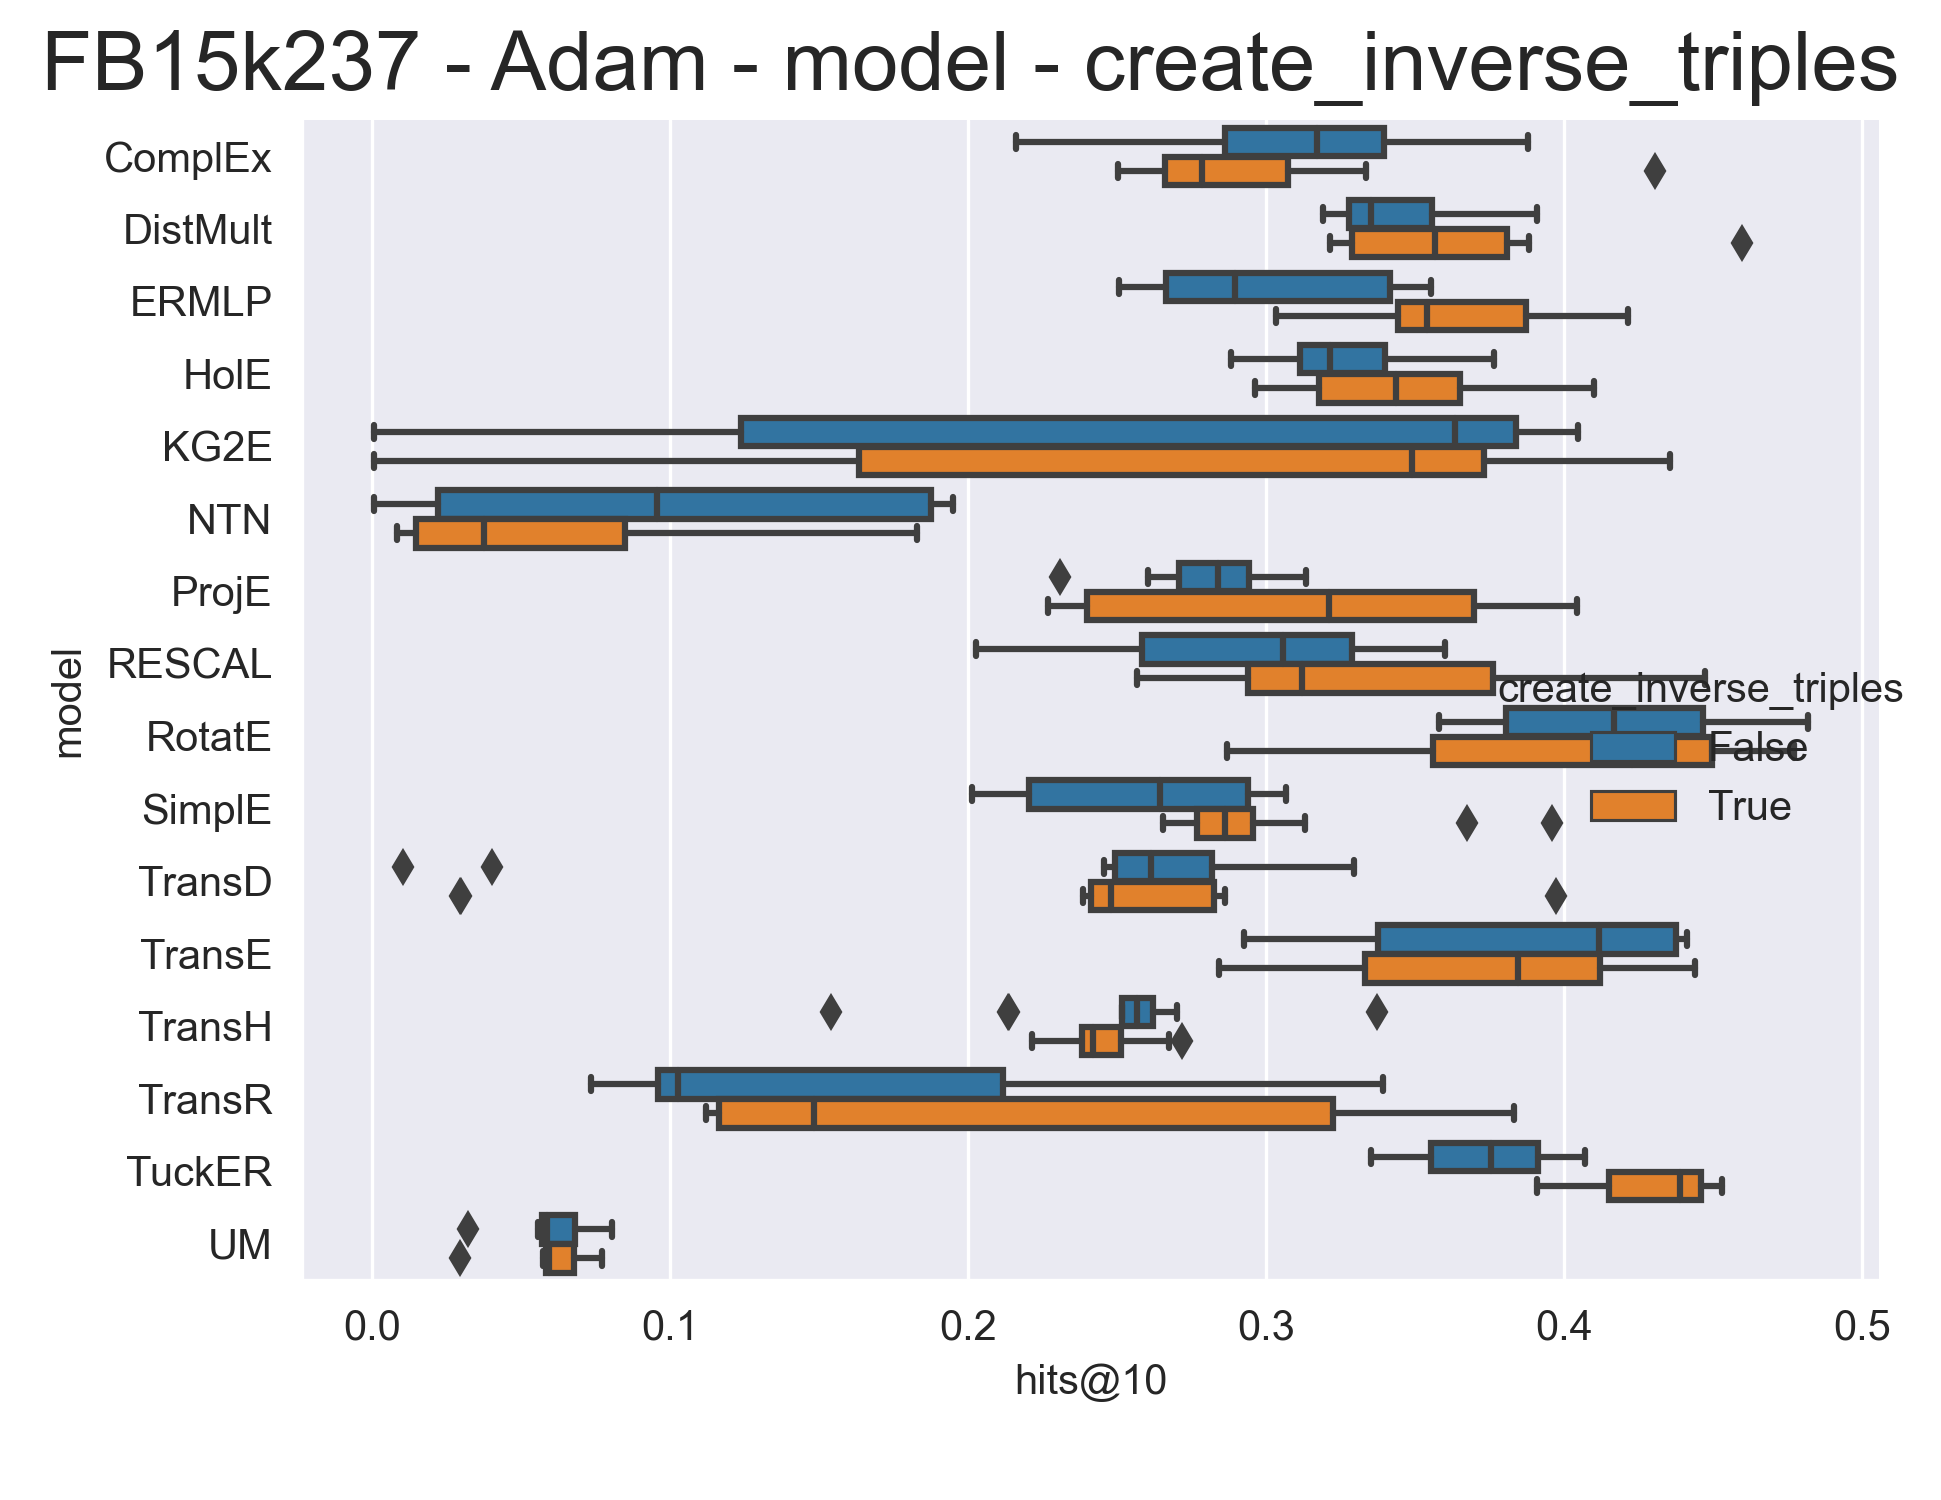 FB15k237 - Adam - model - create_inverse_triples
ComplEx
DistMult
ERMLP
HolE
KG2E
NTN
ProjE
RESCAL
RotatE
SimplE
TransD
TransE
TransH
TransR
TuckER
UM
model
create_inverse_triples
False
True
0.0 0.1 0.2 0.3 0.4 0.5
hits@10